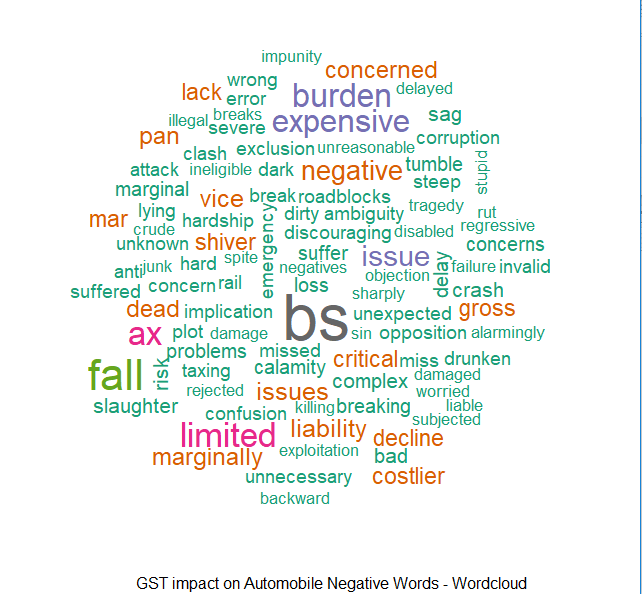 impunity
concerned
wrong
lack
burden
delayed
error
illegal
breaks
expensive
sag
severe
pan
corruption
exclusion
unreasonable
clash
stupid
attack
ineligible
dark
negative
tumble
steep
marginal
vice
break
roadblocks
tragedy
lying
mar
hardship
emergency
dirty
ambiguity
rut
crude
discouraging
disabled
regressive
unknown
shiver
suffer
issue
concerns
spite
anti
junk
hard
negatives
objection
delay
failure
invalid
suffered
concern
rail
loss
sharply
crash
dead
implication
bs
unexpected
gross
ax
plot
damage
sin
opposition
alarmingly
problems
missed
critical
miss
drunken
fall
risk
taxing
calamity
complex
damaged
rejected
issues
worried
slaughter
confusion
killing
breaking
liable
subjected
limited
liability
decline
marginally
exploitation
bad
unnecessary
costlier
backward
GST impact on Automobile Negative Words - Wordcloud